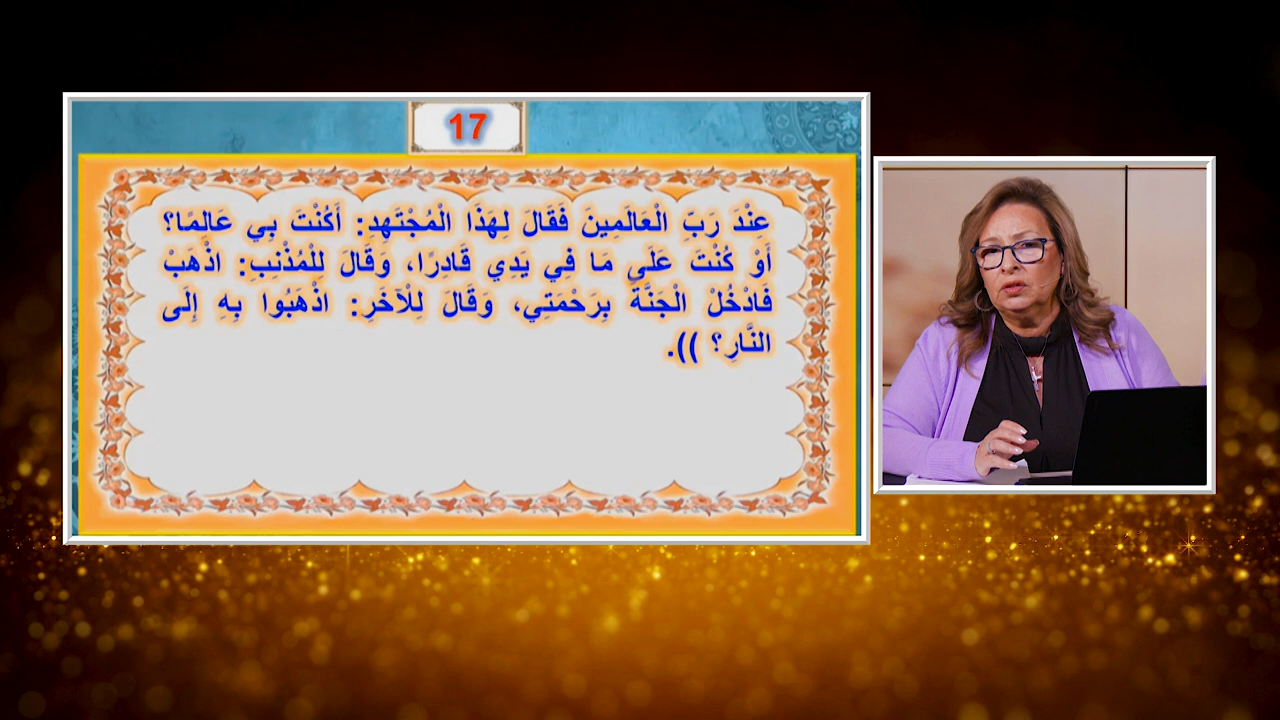 17
عِنْدَ رَبِّ الْعَالَمِينَ فَقَالَ لِهَذَا الْمُجْتَهِدِ: أَكُنْتَ بِي عَالِمًا؟
أَوْ كُنْتَ عَلَى مَا فِي يَدِي قَادِرًا، وَقَالَ لِلْمُذْنِبِ: اذْهَبْ
فَادْخُلْ الْجَنَّةَ بِرَحْمَتِي، وَقَالَ لِلْآخَرِ: اذْهَبُوا بِهِ إِلَى
النَّارِ؟ )).